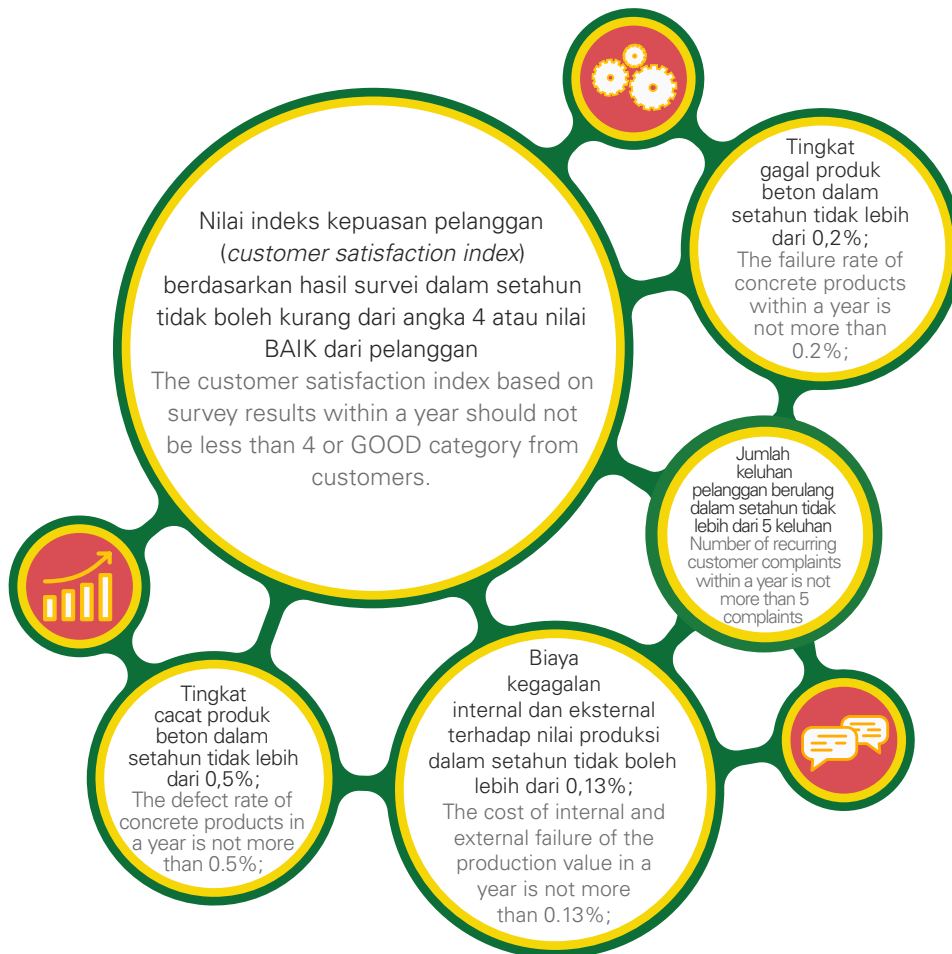 Nilai indeks kepuasan pelanggan
(customer satisfaction index)
berdasarkan hasil survei dalam setahun
tidak boleh kurang dari angka 4 atau nilai
BAIK dari pelanggan
The customer satisfaction index based on
survey results within a year should not
be less than 4 or GOOD category from
customers.
Tingkat
gagal produk
beton dalam
setahun tidak lebih
dari 0,2%;
The failure rate of
concrete products
within a year is
not more than
0.2%;
Jumlah
keluhan
pelanggan berulang
dalam setahun tidak
lebih dari 5 keluhan
Number of recurring
customer complaints
within a year is not
more than 5
complaints
Biaya
kegagalan
internal dan eksternal
terhadap nilai produksi
dalam setahun tidak boleh
lebih dari 0,13%;
The cost of internal and
external failure of the
production value in a
year is not more
than 0.13%;
Tingkat
cacat produk
beton dalam
setahun tidak lebih
dari 0,5%;
The defect rate of
concrete products in
a year is not more
than 0.5%;